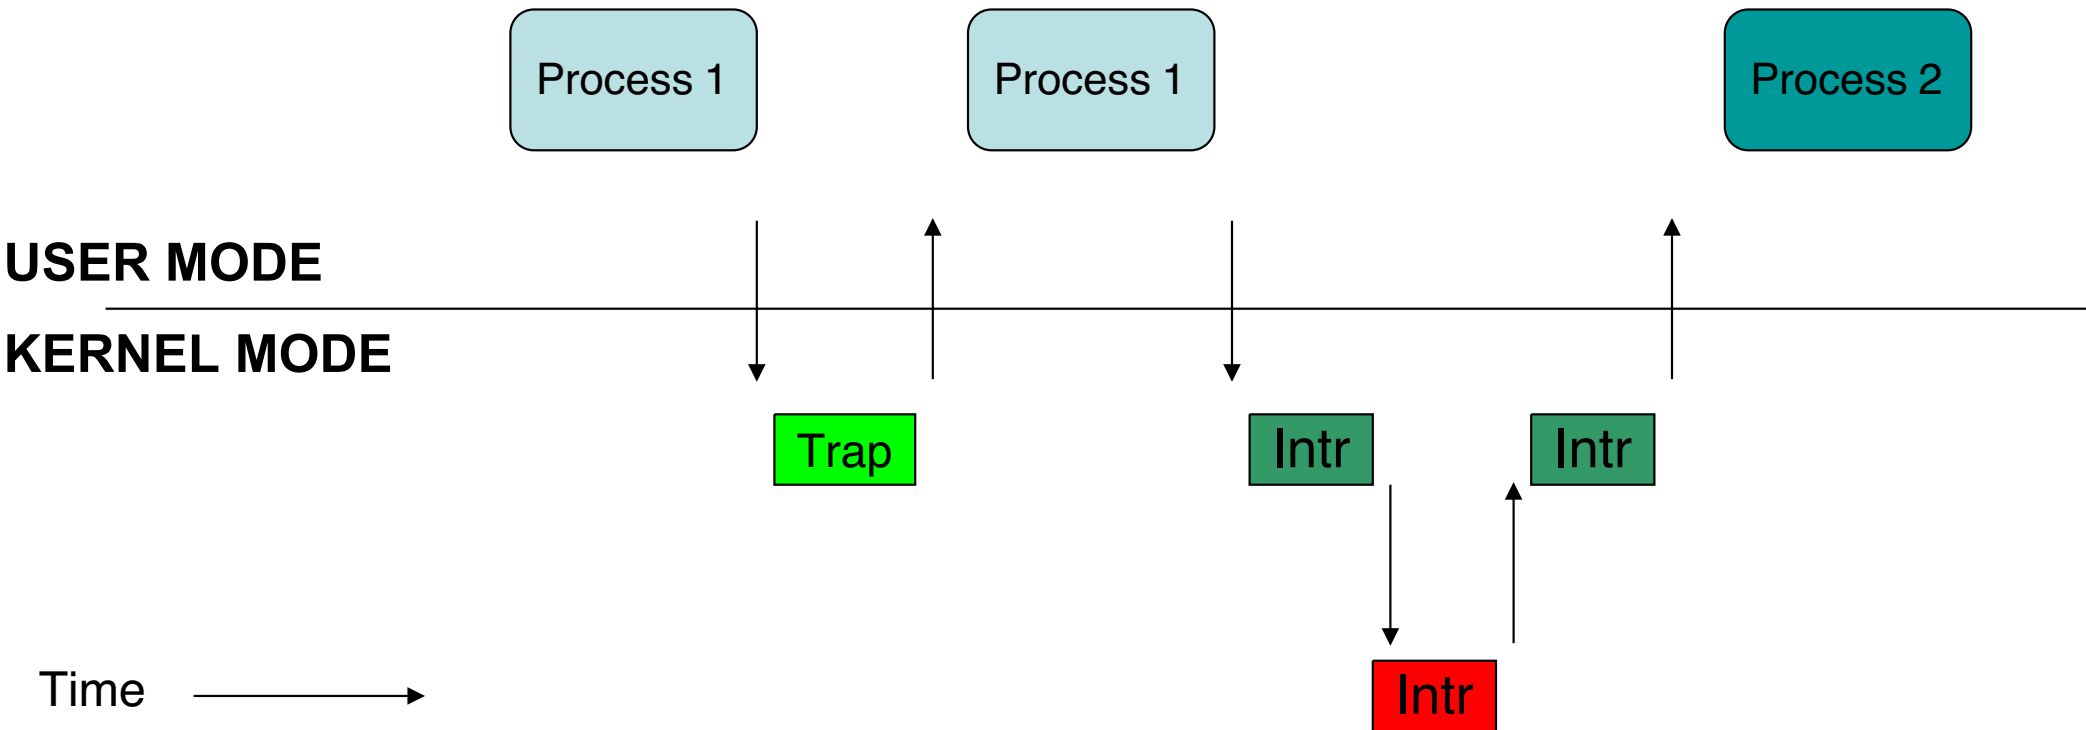 Process 1
Process 1
Process 2
USER MODE
KERNEL MODE
Trap
Intr
Intr
Intr
Time